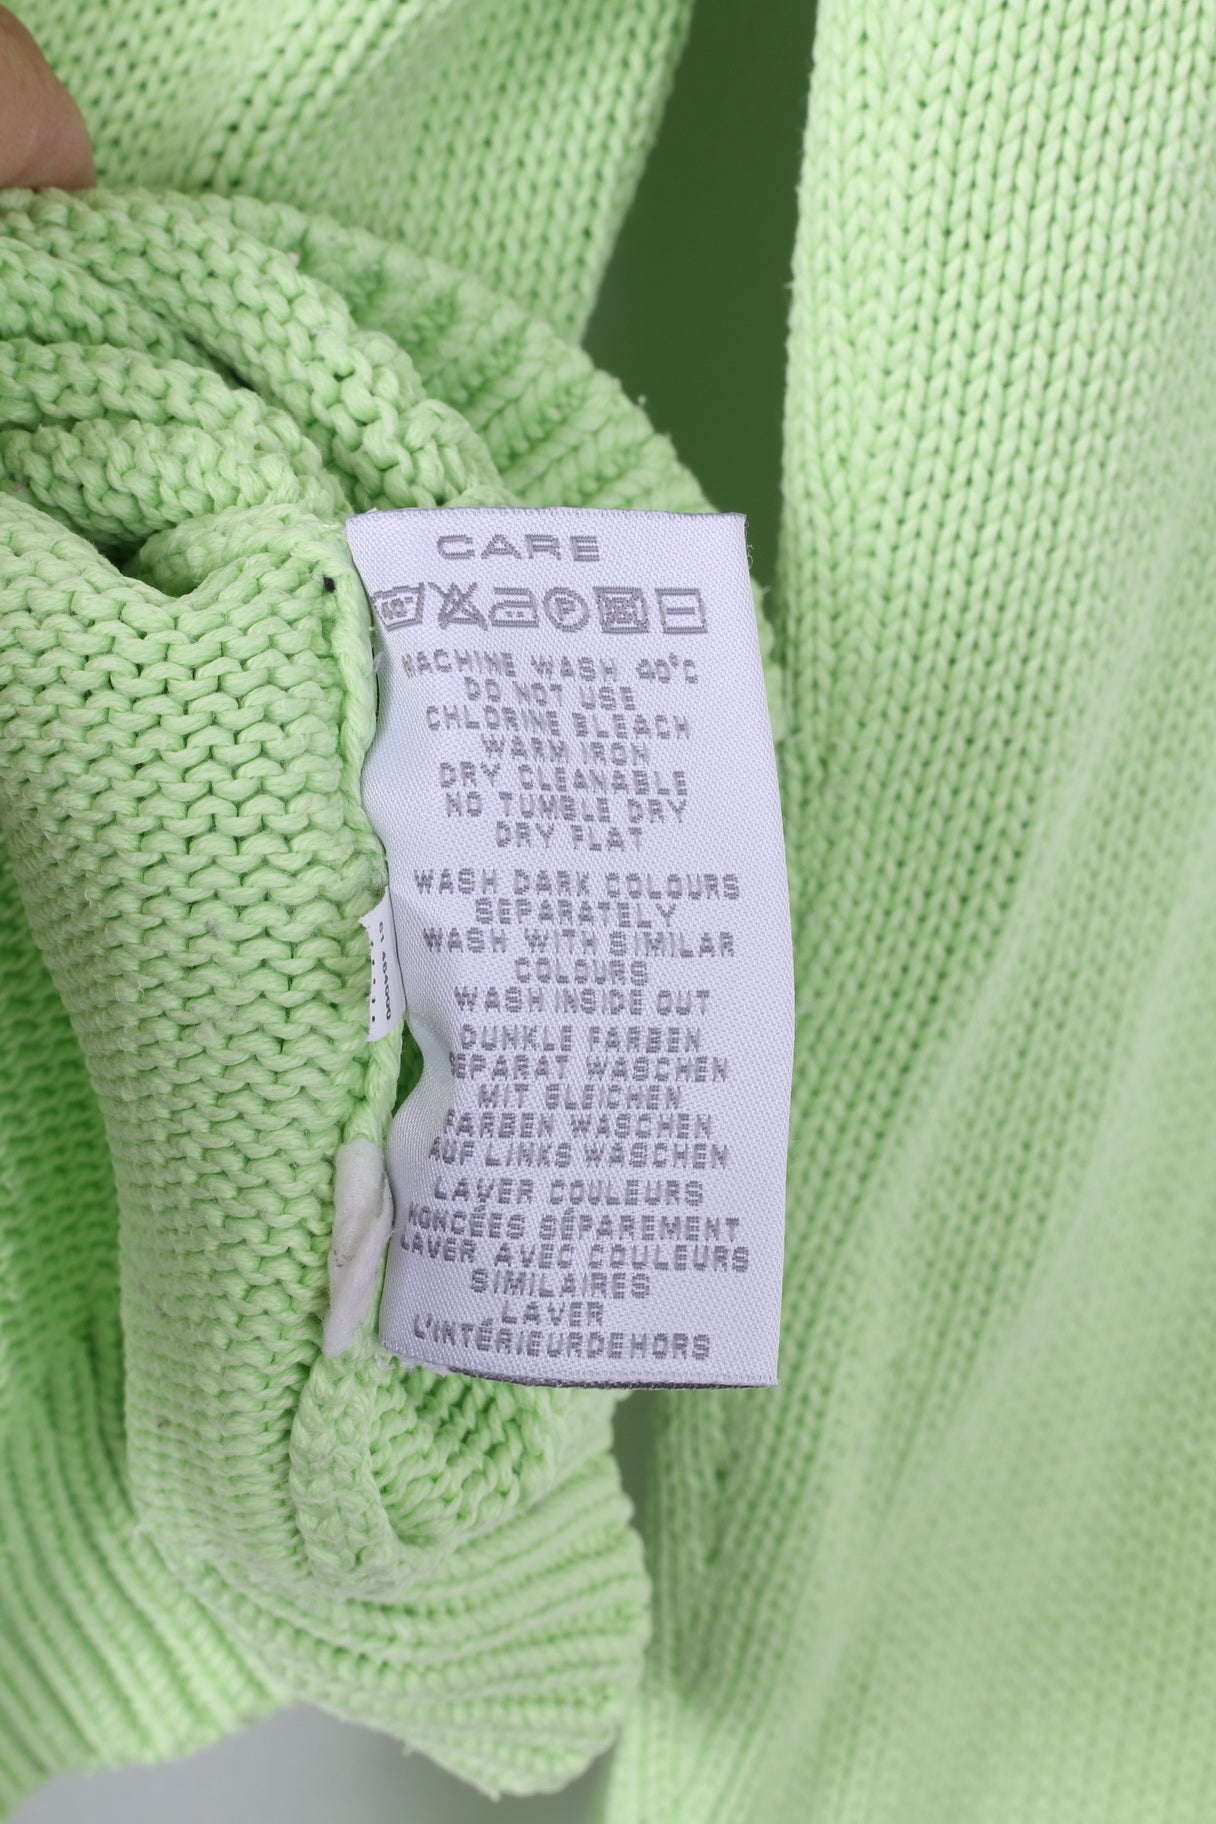 CARE
40°
P
MACHINE WASH 40°C
DO NOT USE
CHLORINE BLEACH
WARM IRON
DRY CLEANABLE
NO TUMBLE DRY
DRY FLAT
WASH DARK COLOURS
SEPARATELY
WASH WITH SIMILAR
COLOURS
WASH INSIDE OUT
DUNKLE FARBEN
SEPARAT WASCHEN
MIT GLEICHEN
FARBEN WASCHEN
AUF LINKS WASCHEN
LAVER COULEURS
FONCÉES SÉPAREMENT
LAVER AVEC COULEURS
SIMILAIRES
LAVER
L'INTÉRIEURDEHORS